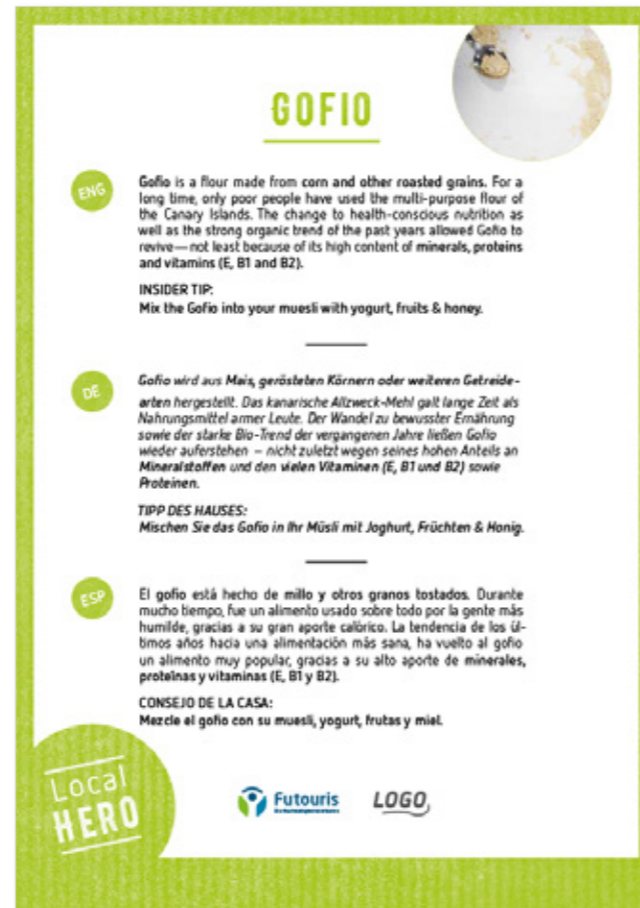 GOFIO
ENG
Gofio is a flour made from corn and other roasted grains. For a
long time, only poor people have used the multi-purpose flour of
the Canary Islands. The change to health-conscious nutrition as
well as the strong organic trend of the past years allowed Gofio to
revive—not least because of its high content of minerals, proteins
and vitamins (E, B1 and B2).
INSIDER TIP:
Mix the Gofio into your muesli with yogurt, fruits & honey.
DE
Gofio wird aus Mais, gerösteten Körnern oder weiteren Getreide-
arten hergestellt. Das kanarische Allzweck-Mehl galt lange Zeit als
Nahrungsmittel armer Leute. Der Wandel zu bewusster Ernährung
sowie der starke Bio-Trend der vergangenen Jahre ließen Gofio
wieder auferstehen – nicht zuletzt wegen seines hohen Anteils an
Mineralstoffen und den vielen Vitaminen (E, B1 und B2) sowie
Proteinen.
TIPP DES HAUSES:
Mischen Sie das Gofio in Ihr Müsli mit Joghurt, Früchten & Honig.
ESP
El gofio está hecho de millo y otros granos tostados. Durante
mucho tiempo, fue un alimento usado sobre todo por la gente más
humilde, gracias a su gran aporte calórico. La tendencia de los úl-
timos años hacia una alimentación más sana, ha vuelto al gofio
un alimento muy popular, gracias a su alto aporte de minerales,
proteínas y vitaminas (E, B1 y B2).
CONSEJO DE LA CASA:
Mezcle el gofio con su muesli, yogurt, frutas y miel.
Local
HERO
Futouris
LOGO